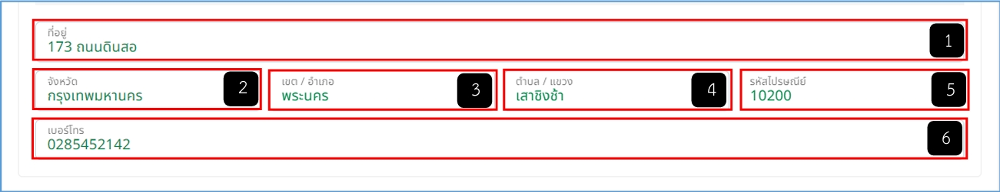 ที่อยู่
173 ถนนดินสอ
1
จังหวัด
กรุงเทพมหานคร
2
เขต / อำเภอ
พระนคร
3
ตำบล / แขวง
เสาชิงช้า
4
รหัสไปรษณีย์
10200
5
เบอร์โทร
0285452142
6